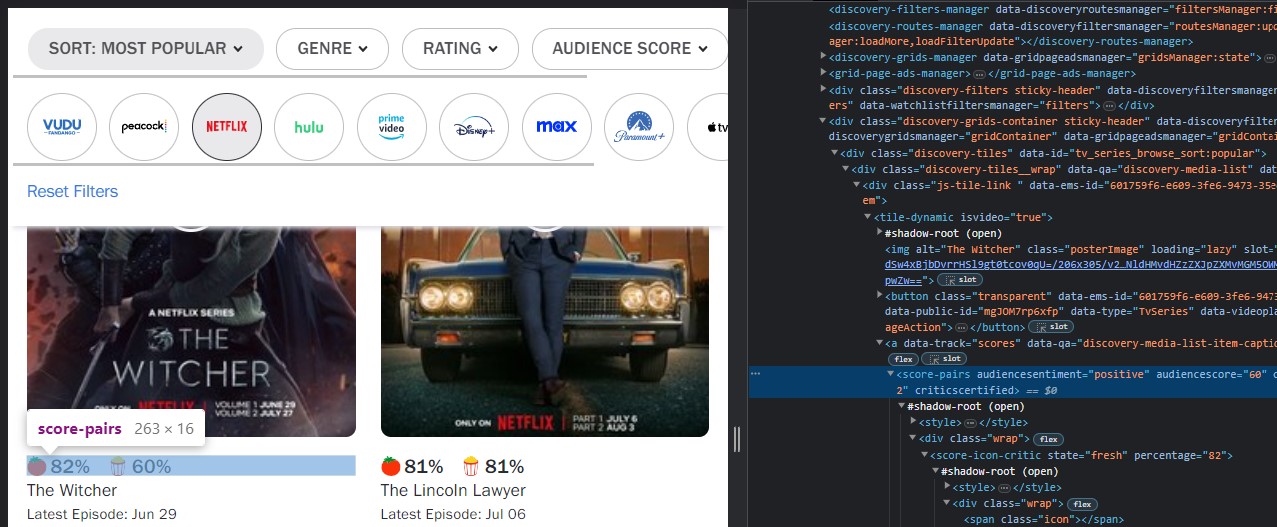 SORT: MOST POPULAR
GENRE
RATING
AUDIENCE SCORE
VUDU
FANDANGO
peacock
NETFLIX
hulu
prime
video
Disney+
max
Paramount+
tv
Reset Filters
A NETFLIX SERIES
THE
WITCHER
ONLY ON NETFLIX VOLUME 1 JUNE 29
VOLUME 2 JULY 27
ONLY ON NETFLIX PART 1 JULY 6
PART 2 AUG 3
score-pairs 263 × 16
82% 60%
81% 81%
The Witcher
The Lincoln Lawyer
Latest Episode: Jun 29
Latest Episode: Jul 06
<discovery-filters-manager data-discoveryroutesmanager="filtersManager:fi
<discovery-routes-manager data-discoveryfiltersmanager="routesManager:upd
ager:loadMore,loadFilterUpdate"></discovery-routes-manager>
<discovery-grids-manager data-gridpageadsmanager="gridsManager:state">
<grid-page-ads-manager>…</grid-page-ads-manager>
<div class="discovery-filters sticky-header" data-discoveryfiltersmanager
ers" data-watchlistfiltersmanager="filters">…</div>
<div class="discovery-grids-container sticky-header" data-discoveryfilter
discoverygridsmanager="gridContainer" data-gridpageadsmanager="gridContai
<div class="discovery-tiles" data-id="tv_series_browse_sort:popular">
<div class="discovery-tiles__wrap" data-qa="discovery-media-list" dat
<div class="js-tile-link " data-ems-id="601759f6-e609-3fe6-9473-35e
em">
<tile-dynamic isvideo="true">
#shadow-root (open)
<img alt="The Witcher" class="posterImage" loading="lazy" slot="
dSw4xBjbDvrrHSl9gt0tcov0qU=/206x305/v2_NldHMvdHZzZXJpZXMvMGM5OWM
pwZw=="> slot
<button class="transparent" data-ems-id="601759f6-e609-3fe6-9473
data-public-id="mgJOM7rp6xfp" data-type="TvSeries" data-videopla
ageAction">…</button> slot
<a data-track="scores" data-qa="discovery-media-list-item-captio
flex slot
… <score-pairs audiencesentiment="positive" audiencescore="60" c
2" criticscertified> == $0
#shadow-root (open)
<style>…</style>
<div class="wrap"> flex
<score-icon-critic state="fresh" percentage="82">
#shadow-root (open)
<style>…</style>
<div class="wrap"> flex
<span class="icon"></span>